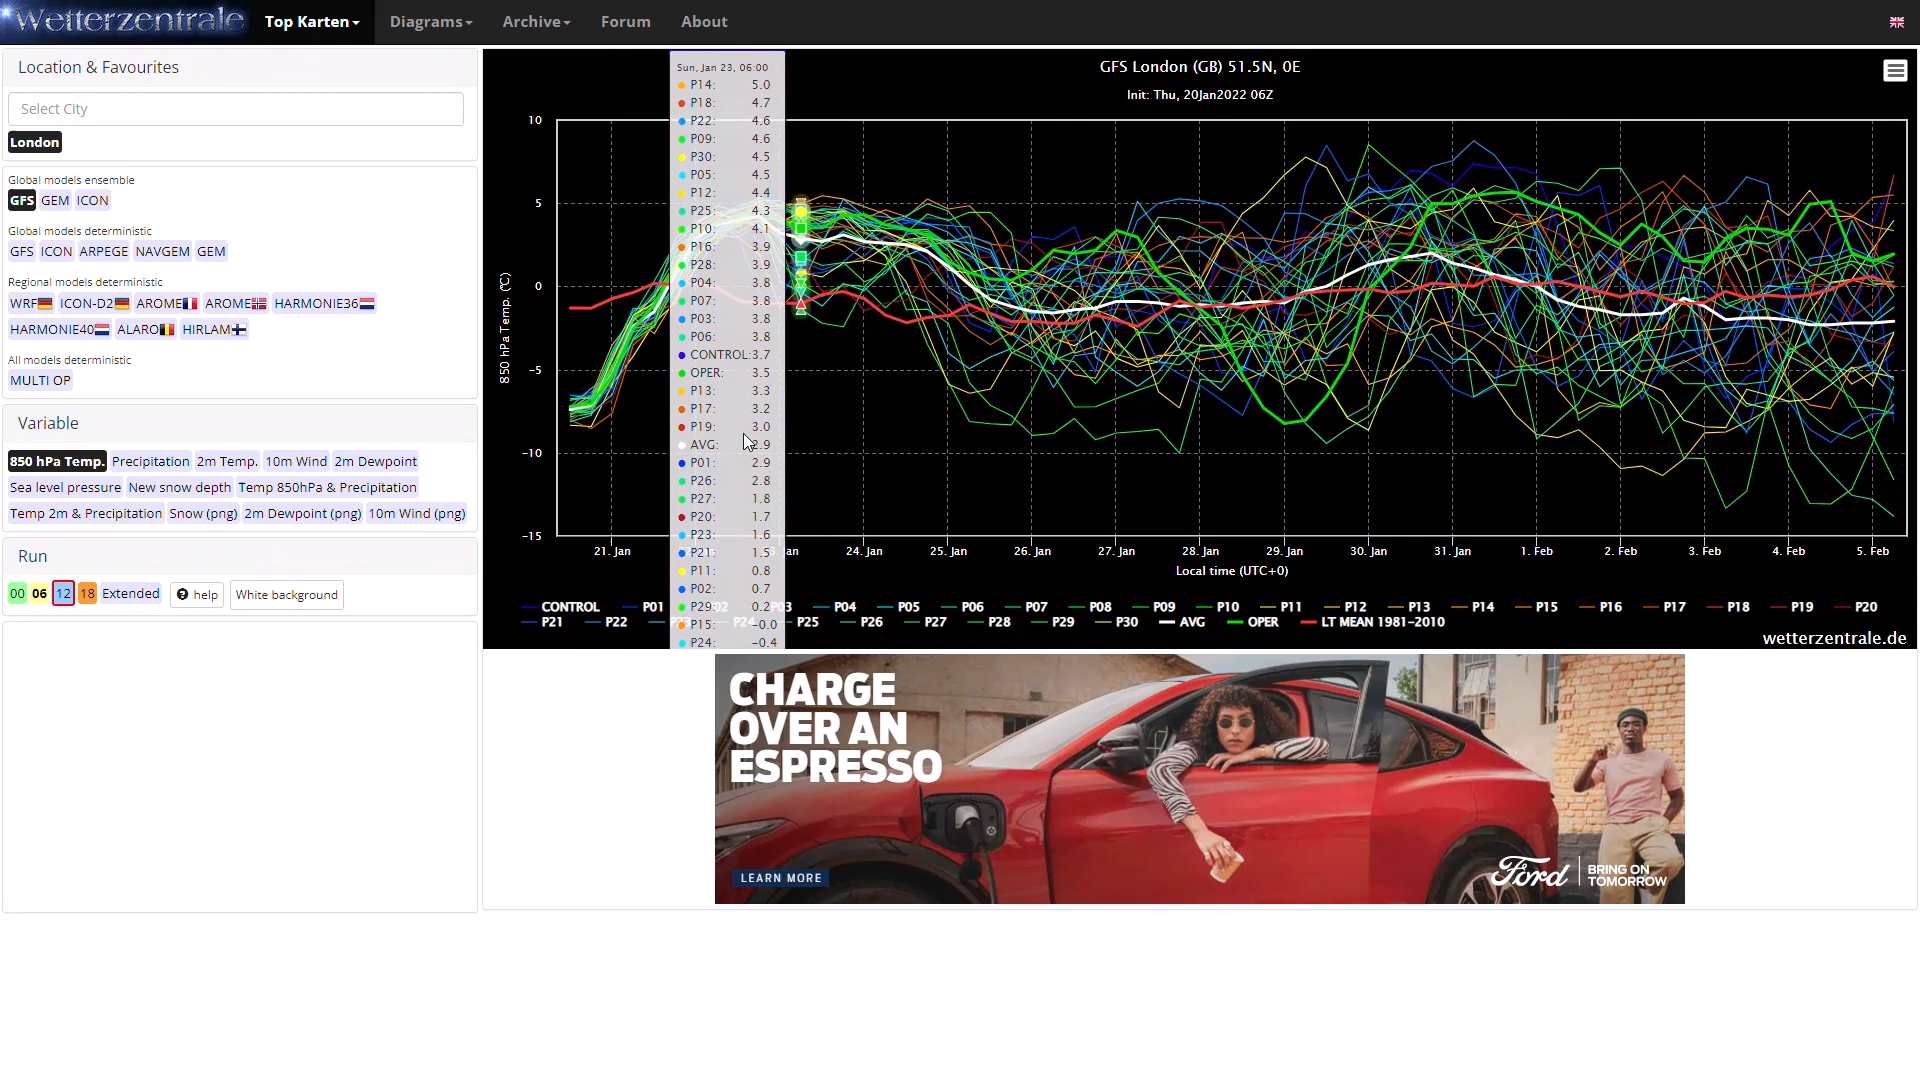 Wetterzentrale Top Karten Diagrams Archive Forum About
Location & Favourites
Select City
London
Global models ensemble
GFS GEM ICON
Global models deterministic
GFS ICON ARPEGE NAVGEM GEM
Regional models deterministic
WRF ICON-D2 AROME AROME HARMONIE36
HARMONIE40 ALARO HIRLAM
All models deterministic
MULTI OP
Variable
850 hPa Temp. Precipitation 2m Temp. 10m Wind 2m Dewpoint
Sea level pressure New snow depth Temp 850hPa & Precipitation
Temp 2m & Precipitation Snow (png) 2m Dewpoint (png) 10m Wind (png)
Run
00 06 12 18 Extended help White background
GFS London (GB) 51.5N, 0E
Init: Thu, 20Jan2022 06Z
850 hPa Temp. (°C)
10
5
0
-5
-10
-15
Sun, Jan 23, 06:00
P14: 5.0
P18: 4.7
P22: 4.6
P09: 4.6
P30: 4.5
P05: 4.5
P12: 4.4
P25: 4.3
P10: 4.1
P16: 3.9
P28: 3.9
P04: 3.8
P07: 3.8
P03: 3.8
P06: 3.8
CONTROL: 3.7
OPER: 3.5
P13: 3.3
P17: 3.2
P19: 3.0
AVG: 2.9
P01: 2.9
P26: 2.8
P27: 1.8
P20: 1.7
P23: 1.6
P21: 1.5
P11: 0.8
P02: 0.7
P29: 0.2
P15: -0.0
P24: -0.4
21. Jan 24. Jan 25. Jan 26. Jan 27. Jan 28. Jan 29. Jan 30. Jan 31. Jan 1. Feb 2. Feb 3. Feb 4. Feb 5. Feb
Local time (UTC+0)
CONTROL P01 P02 P03 P04 P05 P06 P07 P08 P09 P10 P11 P12 P13 P14 P15 P16 P17 P18 P19 P20
P21 P22 P23 P24 P25 P26 P27 P28 P29 P30 AVG OPER LT MEAN 1981-2010
wetterzentrale.de
CHARGE
OVER AN
ESPRESSO
LEARN MORE
Ford
BRING ON
TOMORROW